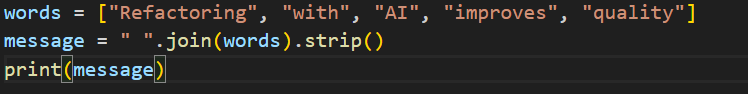 words = ["Refactoring", "with", "AI", "improves", "quality"]
message = " ".join(words).strip()
print(message)